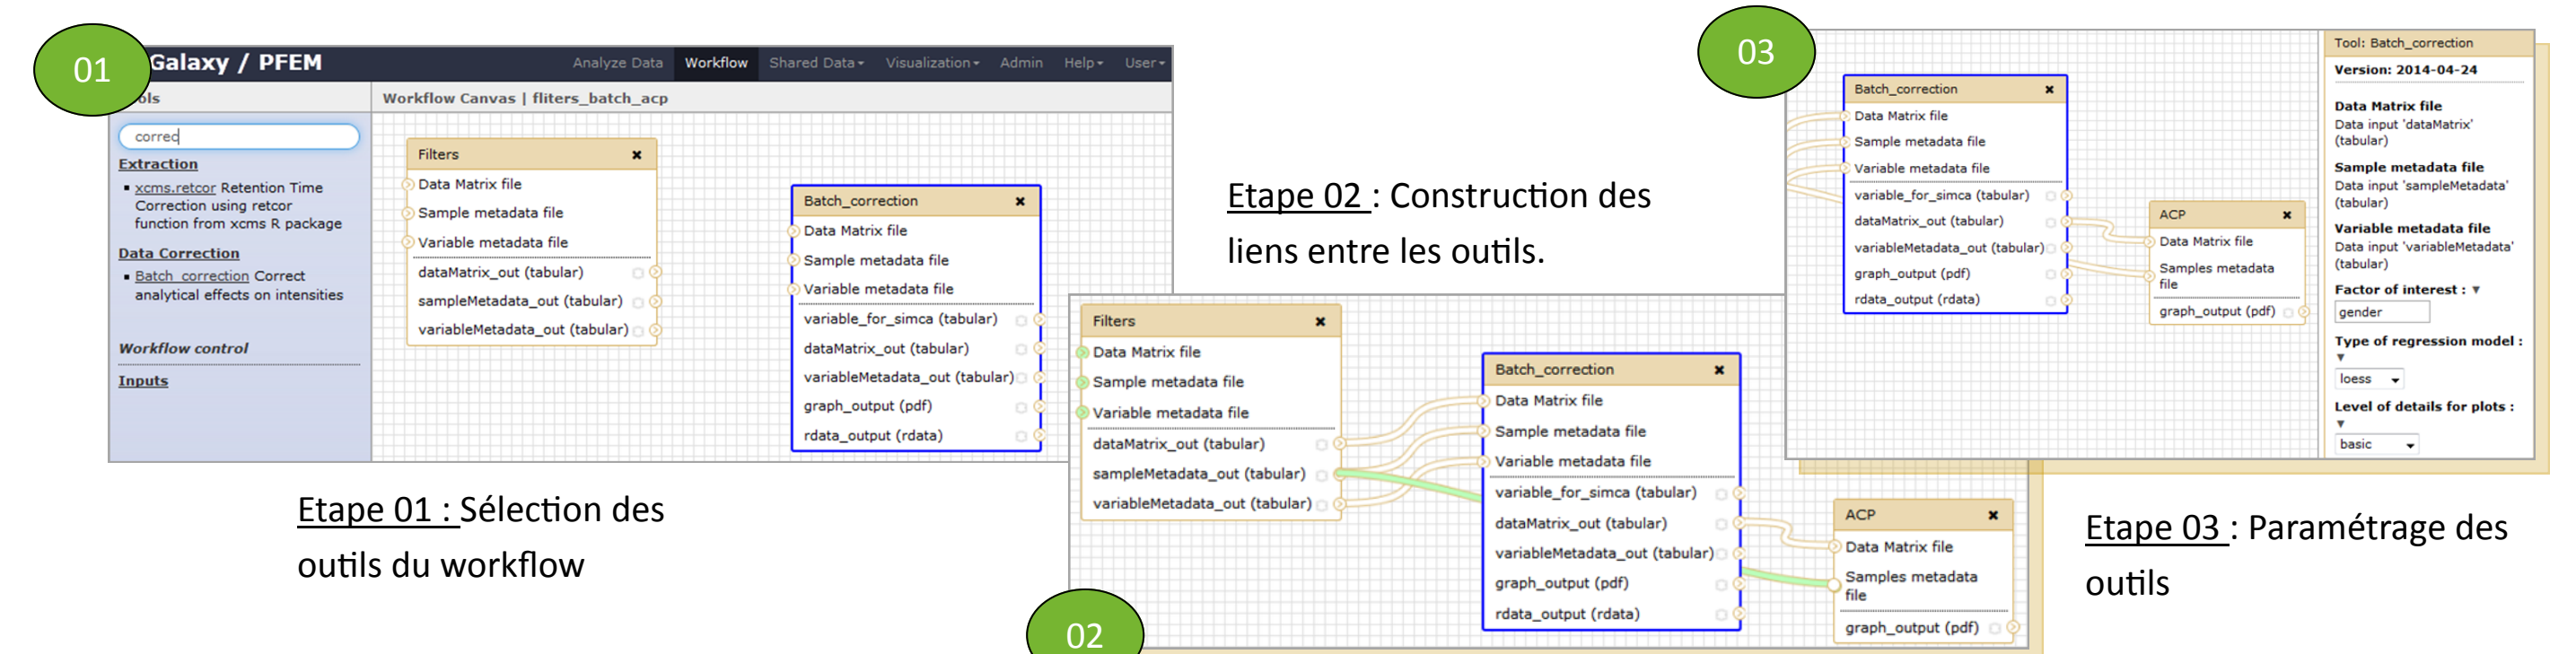 01
Galaxy / PFEM
Analyze Data Workflow Shared Data Visualization Admin Help User
ols
Workflow Canvas | fliters_batch_acp
correc
Extraction
xcms.retcor Retention Time
Correction using retcor
function from xcms R package
Data Correction
Batch_correction Correct
analytical effects on intensities
Workflow control
Inputs
Filters
Data Matrix file
Sample metadata file
Variable metadata file
dataMatrix_out (tabular)
sampleMetadata_out (tabular)
variableMetadata_out (tabular)
Batch_correction
Data Matrix file
Sample metadata file
Variable metadata file
variable_for_simca (tabular)
dataMatrix_out (tabular)
variableMetadata_out (tabular)
graph_output (pdf)
rdata_output (rdata)
Etape 01 : Sélection des
outils du workflow
Etape 02 : Construction des
liens entre les outils.
02
Filters
Data Matrix file
Sample metadata file
Variable metadata file
dataMatrix_out (tabular)
sampleMetadata_out (tabular)
variableMetadata_out (tabular)
Batch_correction
Data Matrix file
Sample metadata file
Variable metadata file
variable_for_simca (tabular)
dataMatrix_out (tabular)
variableMetadata_out (tabular)
graph_output (pdf)
rdata_output (rdata)
ACP
Data Matrix file
Samples metadata
file
graph_output (pdf)
03
Batch_correction
Data Matrix file
Sample metadata file
Variable metadata file
variable_for_simca (tabular)
dataMatrix_out (tabular)
variableMetadata_out (tabular)
graph_output (pdf)
rdata_output (rdata)
ACP
Data Matrix file
Samples metadata
file
graph_output (pdf)
Tool: Batch_correction
Version: 2014-04-24
Data Matrix file
Data input 'dataMatrix'
(tabular)
Sample metadata file
Data input 'sampleMetadata'
(tabular)
Variable metadata file
Data input 'variableMetadata'
(tabular)
Factor of interest :
gender
Type of regression model :
loess
Level of details for plots :
basic
Etape 03 : Paramétrage des
outils